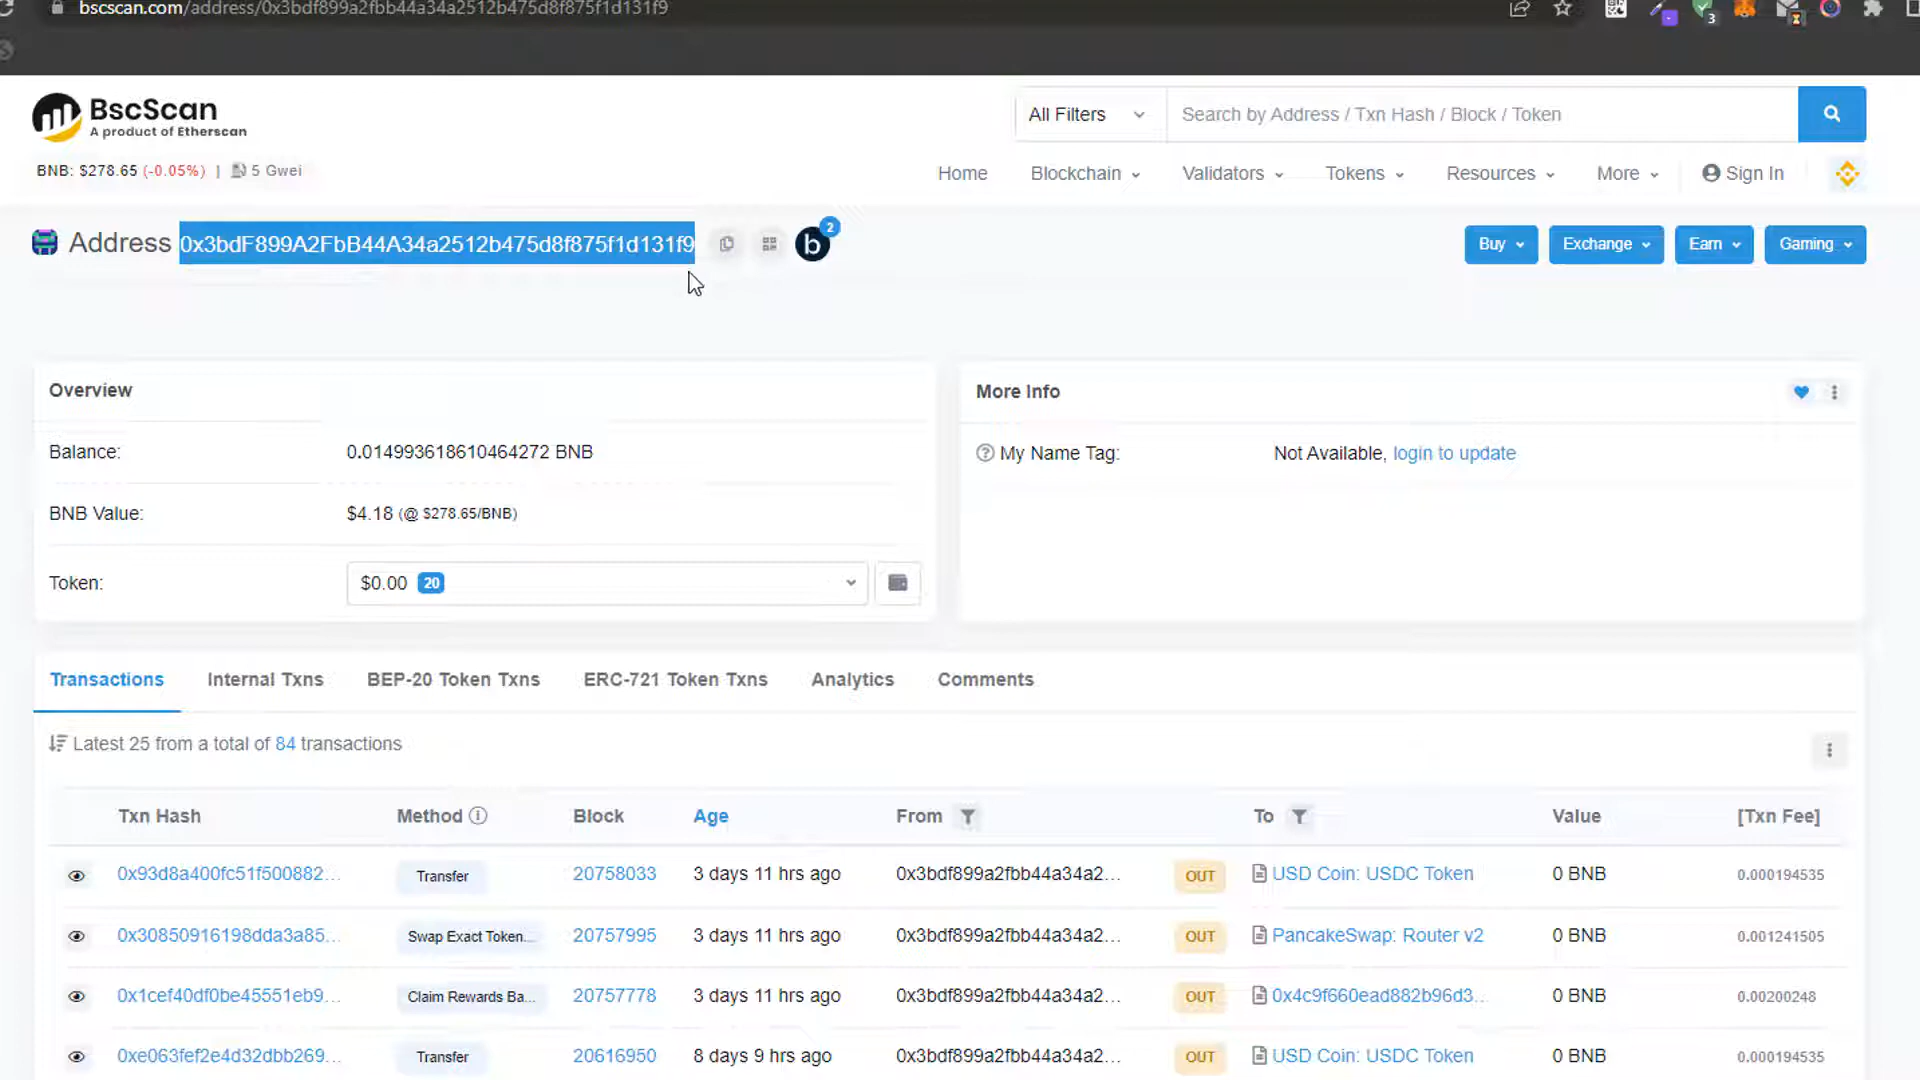 bscscan.com/address/0x3bdf899a2fbb44a34a2512b475d8f875f1d131f9
3
BscScan
A product of Etherscan
All Filters
Search by Address / Txn Hash / Block / Token
BNB: $278.65 (-0.05%) | 5 Gwei
Home Blockchain Validators Tokens Resources More Sign In
Address 0x3bdF899A2FbB44A34a2512b475d8f875f1d131f9 b 2
Buy Exchange Earn Gaming
Overview
Balance: 0.014993618610464272 BNB
BNB Value: $4.18 (@ $278.65/BNB)
Token: $0.00 20
More Info
My Name Tag: Not Available, login to update
Transactions Internal Txns BEP-20 Token Txns ERC-721 Token Txns Analytics Comments
Latest 25 from a total of 84 transactions
Txn Hash Method Block Age From To Value [Txn Fee]
0x93d8a400fc51f500882... Transfer 20758033 3 days 11 hrs ago 0x3bdf899a2fbb44a34a2... OUT USD Coin: USDC Token 0 BNB 0.000194535
0x30850916198dda3a85... Swap Exact Token... 20757995 3 days 11 hrs ago 0x3bdf899a2fbb44a34a2... OUT PancakeSwap: Router v2 0 BNB 0.001241505
0x1cef40df0be45551eb9... Claim Rewards Ba... 20757778 3 days 11 hrs ago 0x3bdf899a2fbb44a34a2... OUT 0x4c9f660ead882b96d3... 0 BNB 0.00200248
0xe063fef2e4d32dbb269... Transfer 20616950 8 days 9 hrs ago 0x3bdf899a2fbb44a34a2... OUT USD Coin: USDC Token 0 BNB 0.000194535